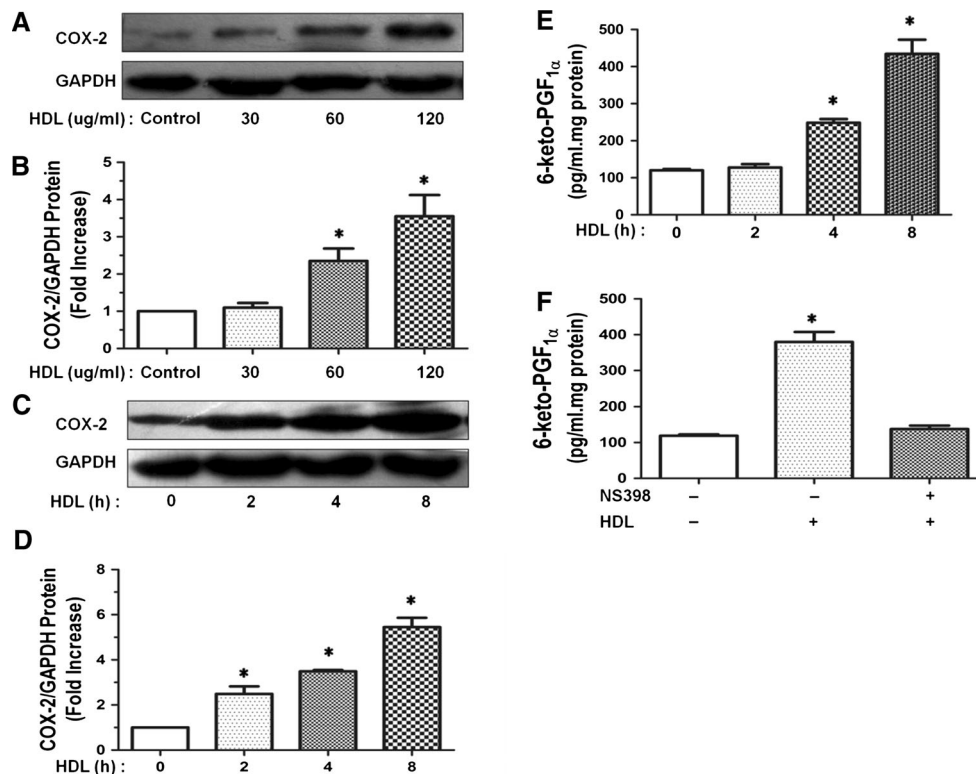 A
COX-2
GAPDH
HDL (ug/ml) : Control 30 60 120
B
COX-2/GAPDH Protein
(Fold Increase)
5
4
3
2
1
0
*
*
HDL (ug/ml) : Control 30 60 120
C
COX-2
GAPDH
HDL (h) : 0 2 4 8
D
COX-2/GAPDH Protein
(Fold Increase)
8
6
4
2
0
*
*
*
HDL (h) : 0 2 4 8
E
6-keto-PGF1α
(pg/ml.mg protein)
500
400
300
200
100
0
*
*
HDL (h) : 0 2 4 8
F
6-keto-PGF1α
(pg/ml.mg protein)
500
400
300
200
100
0
*
NS398 – – +
HDL – + +